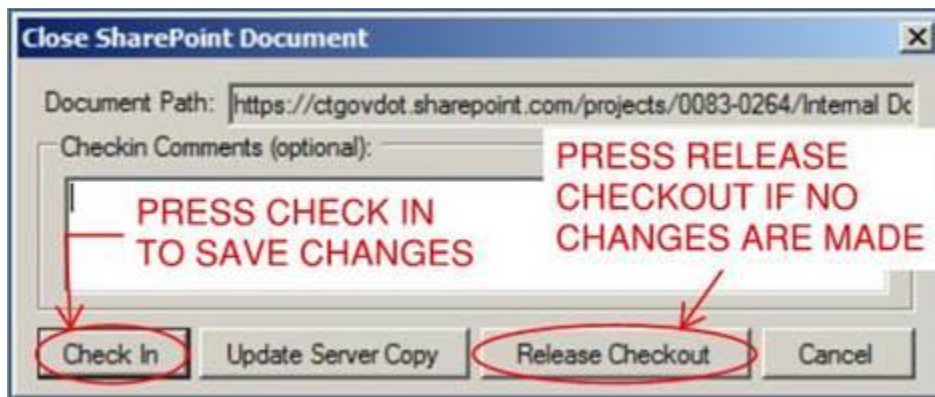 Close SharePoint Document
Document Path: https://ctgovdot.sharepoint.com/projects/0083-0264/Internal Dc
Checkin Comments (optional):
PRESS CHECK IN
TO SAVE CHANGES
PRESS RELEASE
CHECKOUT IF NO
CHANGES ARE MADE
Check In Update Server Copy Release Checkout Cancel